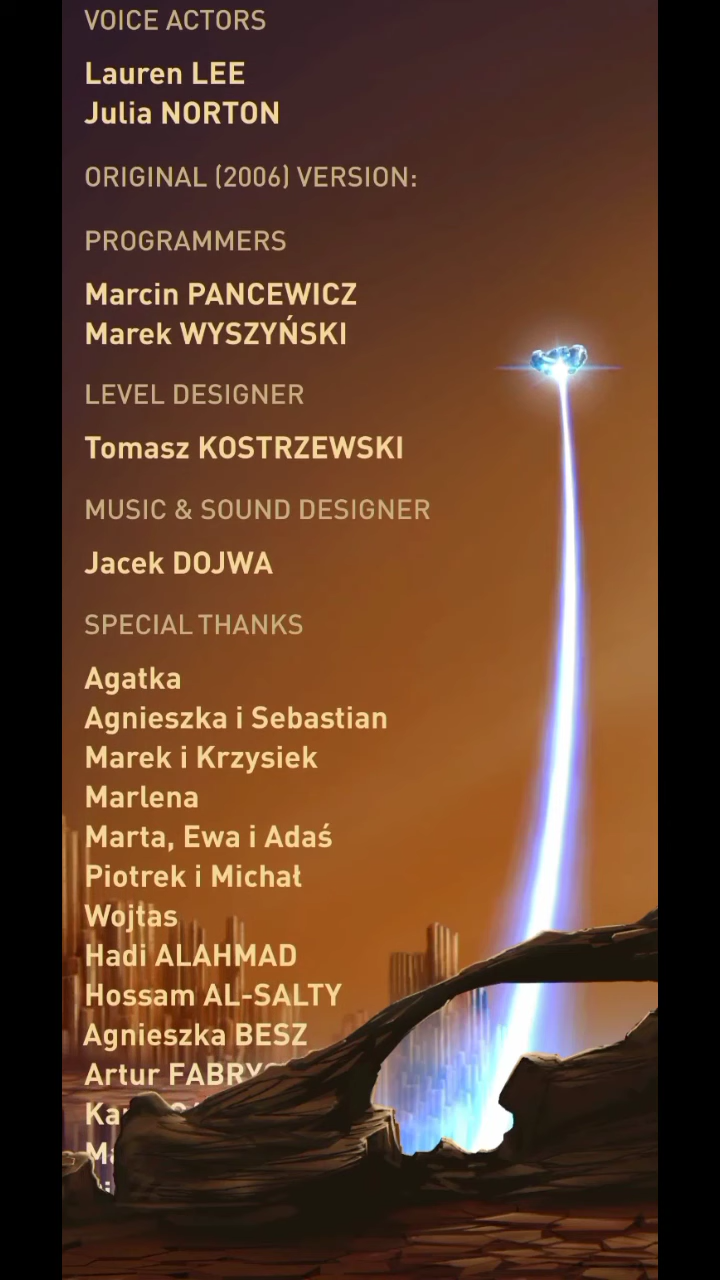 VOICE ACTORS
Lauren LEE
Julia NORTON
ORIGINAL (2006) VERSION:
PROGRAMMERS
Marcin PANCEWICZ
Marek WYSZYŃSKI
LEVEL DESIGNER
Tomasz KOSTRZEWSKI
MUSIC & SOUND DESIGNER
Jacek DOJWA
SPECIAL THANKS
Agatka
Agnieszka i Sebastian
Marek i Krzysiek
Marlena
Marta, Ewa i Adaś
Piotrek i Michał
Wojtas
Hadi ALAHMAD
Hossam AL-SALTY
Agnieszka BESZ
Artur